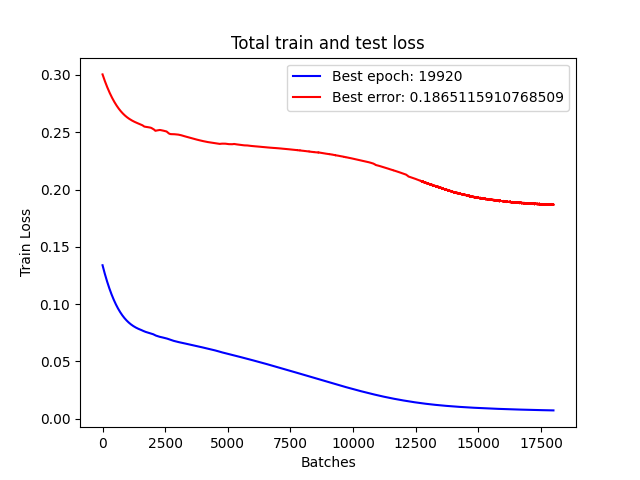 Total train and test loss
Best epoch: 19920
Best error: 0.1865115910768509
0.30
0.25
0.20
0.15
0.10
0.05
0.00
Train Loss
0 2500 5000 7500 10000 12500 15000 17500
Batches